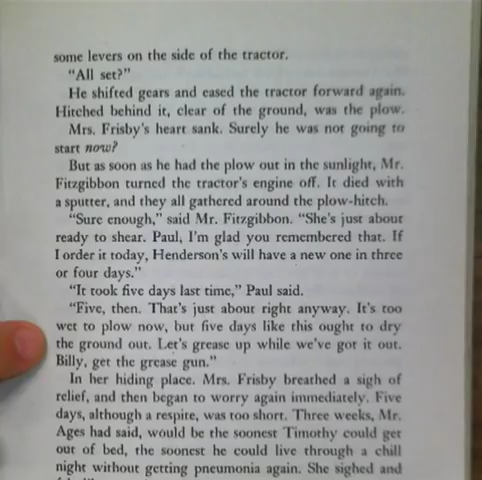 some levers on the side of the tractor.
“All set?”
He shifted gears and eased the tractor forward again.
Hitched behind it, clear of the ground, was the plow.
Mrs. Frisby’s heart sank. Surely he was not going to
start now?
But as soon as he had the plow out in the sunlight, Mr.
Fitzgibbon turned the tractor’s engine off. It died with
a sputter, and they all gathered around the plow-hitch.
“Sure enough,” said Mr. Fitzgibbon. “She’s just about
ready to shear. Paul, I’m glad you remembered that. If
I order it today, Henderson’s will have a new one in three
or four days.”
“It took five days last time,” Paul said.
“Five, then. That’s just about right anyway. It’s too
wet to plow now, but five days like this ought to dry
the ground out. Let’s grease up while we’ve got it out.
Billy, get the grease gun.”
In her hiding place. Mrs. Frisby breathed a sigh of
relief, and then began to worry again immediately. Five
days, although a respite, was too short. Three weeks, Mr.
Ages had said, would be the soonest Timothy could get
out of bed, the soonest he could live through a chill
night without getting pneumonia again. She sighed and